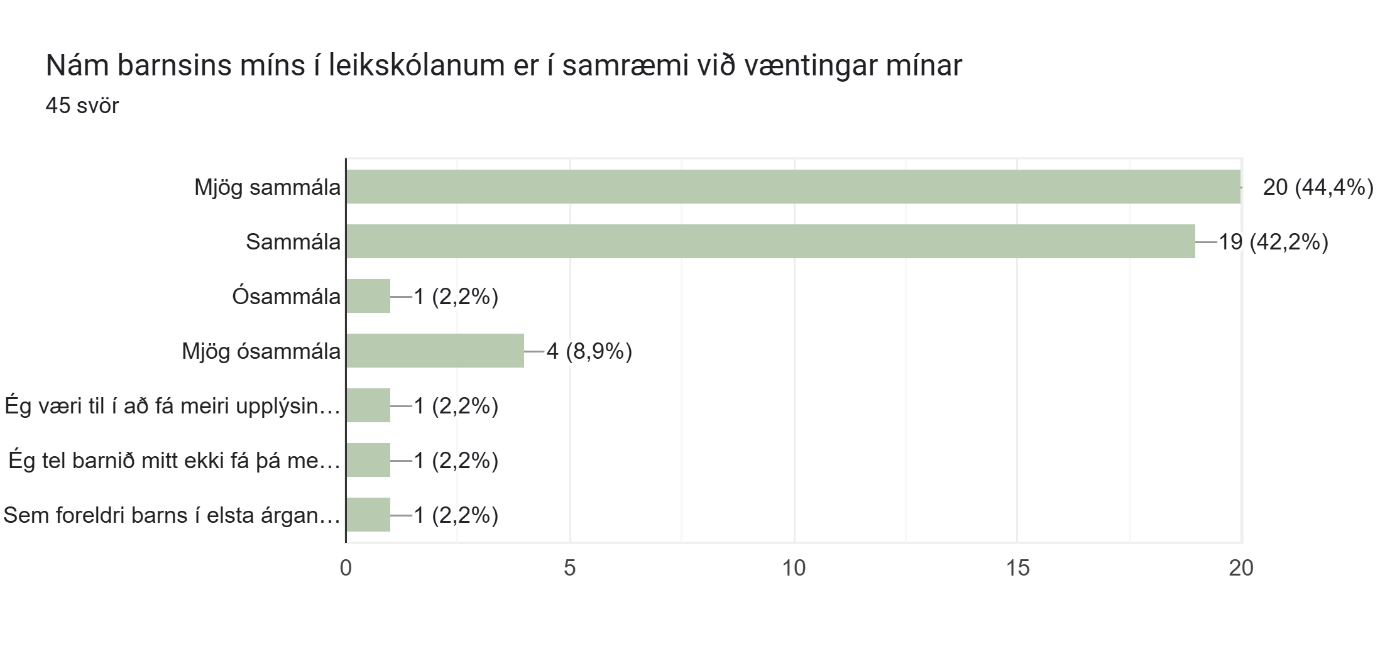 Nám barnsins míns í leikskólanum er í samræmi við væntingar mínar
45 svör
Mjög sammála 20 (44,4%)
Sammála 19 (42,2%)
Ósammála 1 (2,2%)
Mjög ósammála 4 (8,9%)
Ég væri til í að fá meiri upplýsin… 1 (2,2%)
Ég tel barnið mitt ekki fá þá me… 1 (2,2%)
Sem foreldri barns í elsta árgan… 1 (2,2%)
0 5 10 15 20